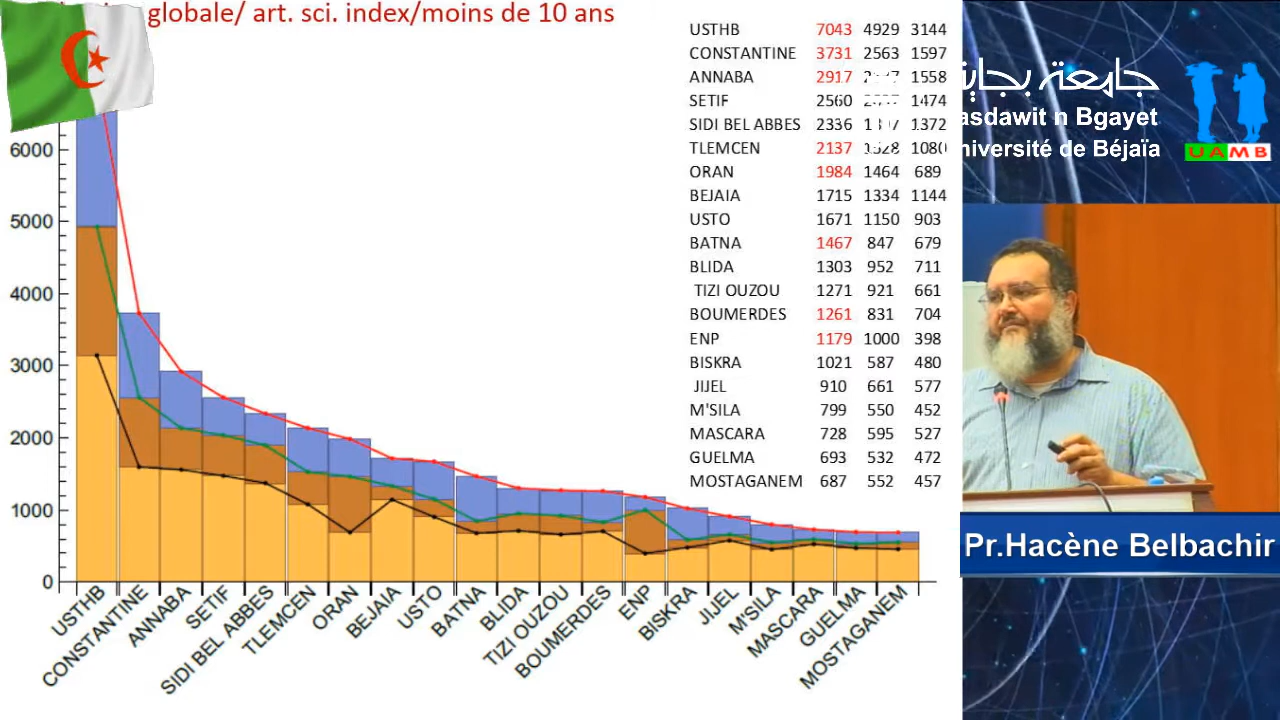 globale/ art. sci. index/moins de 10 ans
USTHB 7043 4929 3144
CONSTANTINE 3731 2563 1597
ANNABA 2917 1558
SETIF 2560 1474
SIDI BEL ABBES 2336 1372
TLEMCEN 2137 1528 1080
ORAN 1984 1464 689
BEJAIA 1715 1334 1144
USTO 1671 1150 903
BATNA 1467 847 679
BLIDA 1303 952 711
TIZI OUZOU 1271 921 661
BOUMERDES 1261 831 704
ENP 1179 1000 398
BISKRA 1021 587 480
JIJEL 910 661 577
M'SILA 799 550 452
MASCARA 728 595 527
GUELMA 693 532 472
MOSTAGANEM 687 552 457
6000
5000
4000
3000
2000
1000
0
USTHB
CONSTANTINE
ANNABA
SETIF
SIDI BEL ABBES
TLEMCEN
ORAN
BEJAIA
USTO
BATNA
BLIDA
TIZI OUZOU
BOUMERDES
ENP
BISKRA
JIJEL
M'SILA
MASCARA
GUELMA
MOSTAGANEM
جامعة بجاية
asdawit n Bgayet
niversité de Béjaïa
UAMB
Pr.Hacène Belbachir